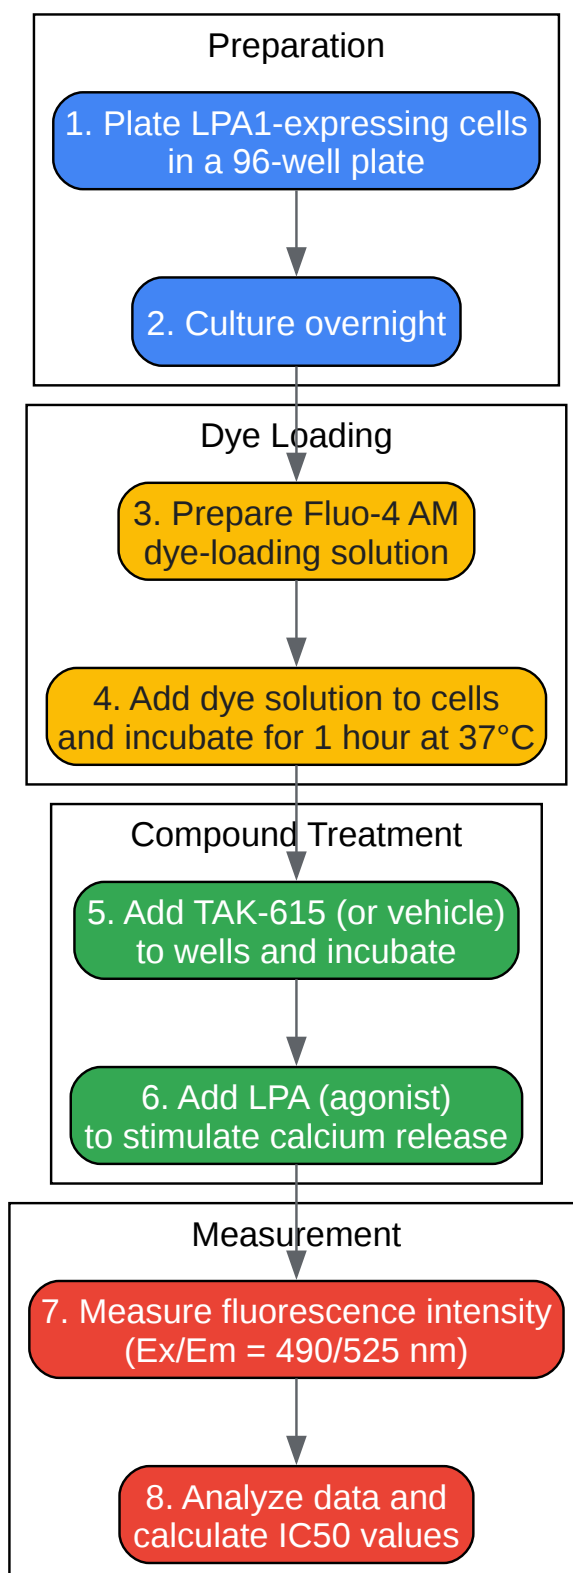 Preparation
1. Plate LPA1-expressing cells
in a 96-well plate
2. Culture overnight
Dye Loading
3. Prepare Fluo-4 AM
dye-loading solution
4. Add dye solution to cells
and incubate for 1 hour at 37°C
Compound Treatment
5. Add TAK-615 (or vehicle)
to wells and incubate
6. Add LPA (agonist)
to stimulate calcium release
Measurement
7. Measure fluorescence intensity
(Ex/Em = 490/525 nm)
8. Analyze data and
calculate IC50 values